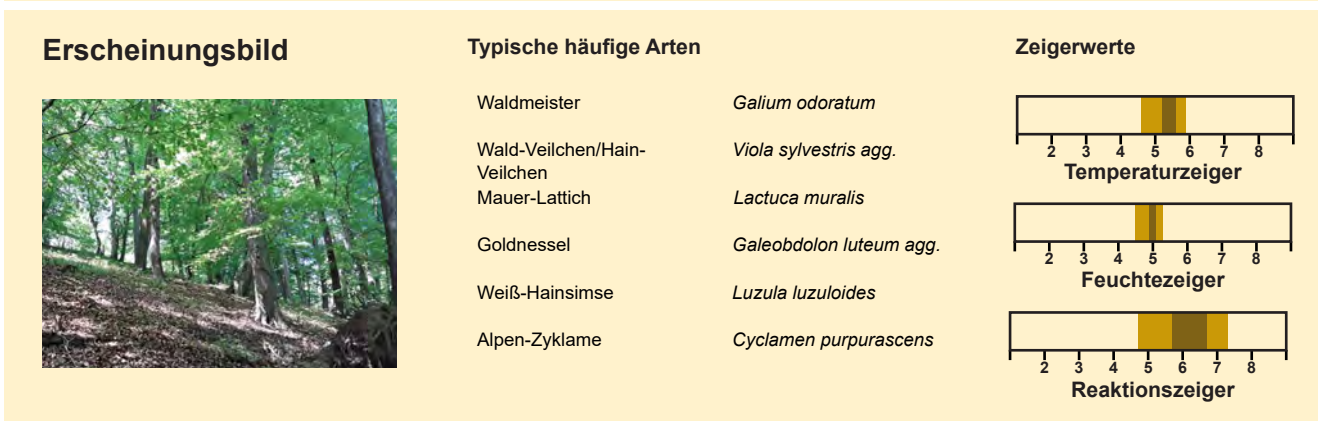 Erscheinungsbild
Typische häufige Arten
Waldmeister Galium odoratum
Wald-Veilchen/Hain- Viola sylvestris agg.
Veilchen
Mauer-Lattich Lactuca muralis
Goldnessel Galeobdolon luteum agg.
Weiß-Hainsimse Luzula luzuloides
Alpen-Zyklame Cyclamen purpurascens
Zeigerwerte
2 3 4 5 6 7 8
Temperaturzeiger
2 3 4 5 6 7 8
Feuchtezeiger
2 3 4 5 6 7 8
Reaktionszeiger